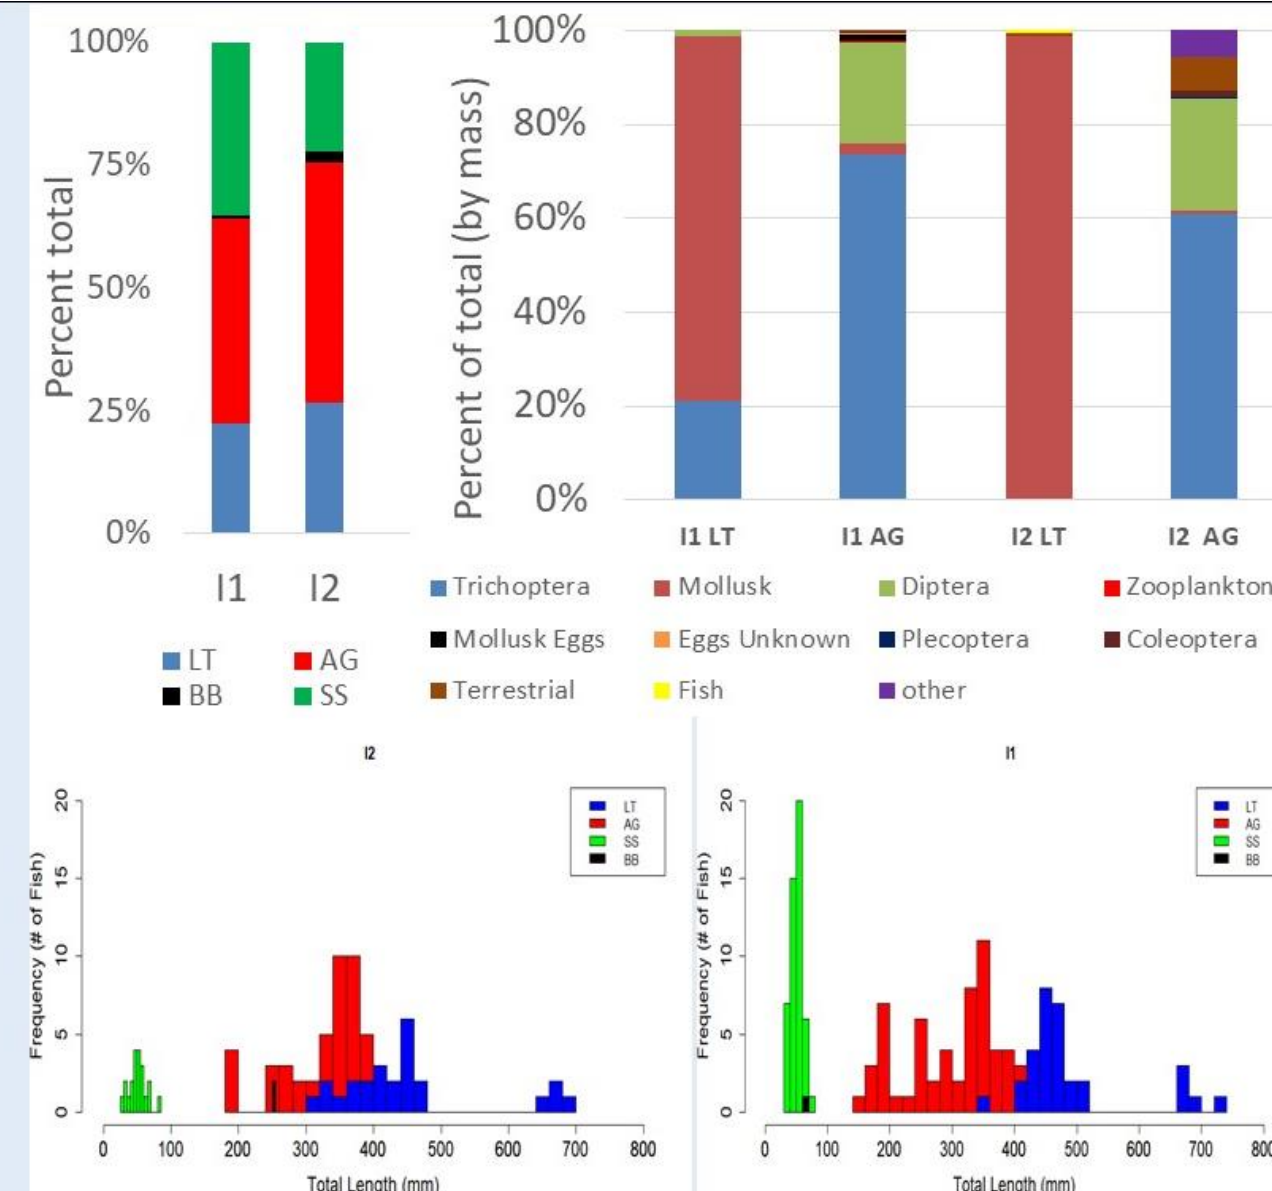 Percent total
100%
75%
50%
25%
0%
I1 I2
LT AG
BB SS
Percent of total (by mass)
100%
80%
60%
40%
20%
0%
I1 LT I1 AG I2 LT I2 AG
Trichoptera Mollusk Diptera Zooplankton
Mollusk Eggs Eggs Unknown Plecoptera Coleoptera
Terrestrial Fish other
I2
Frequency (# of Fish)
20
15
10
5
0
LT
AG
SS
BB
0 100 200 300 400 500 600 700 800
Total Length (mm)
I1
Frequency (# of Fish)
20
15
10
5
0
LT
AG
SS
BB
0 100 200 300 400 500 600 700 800
Total Length (mm)